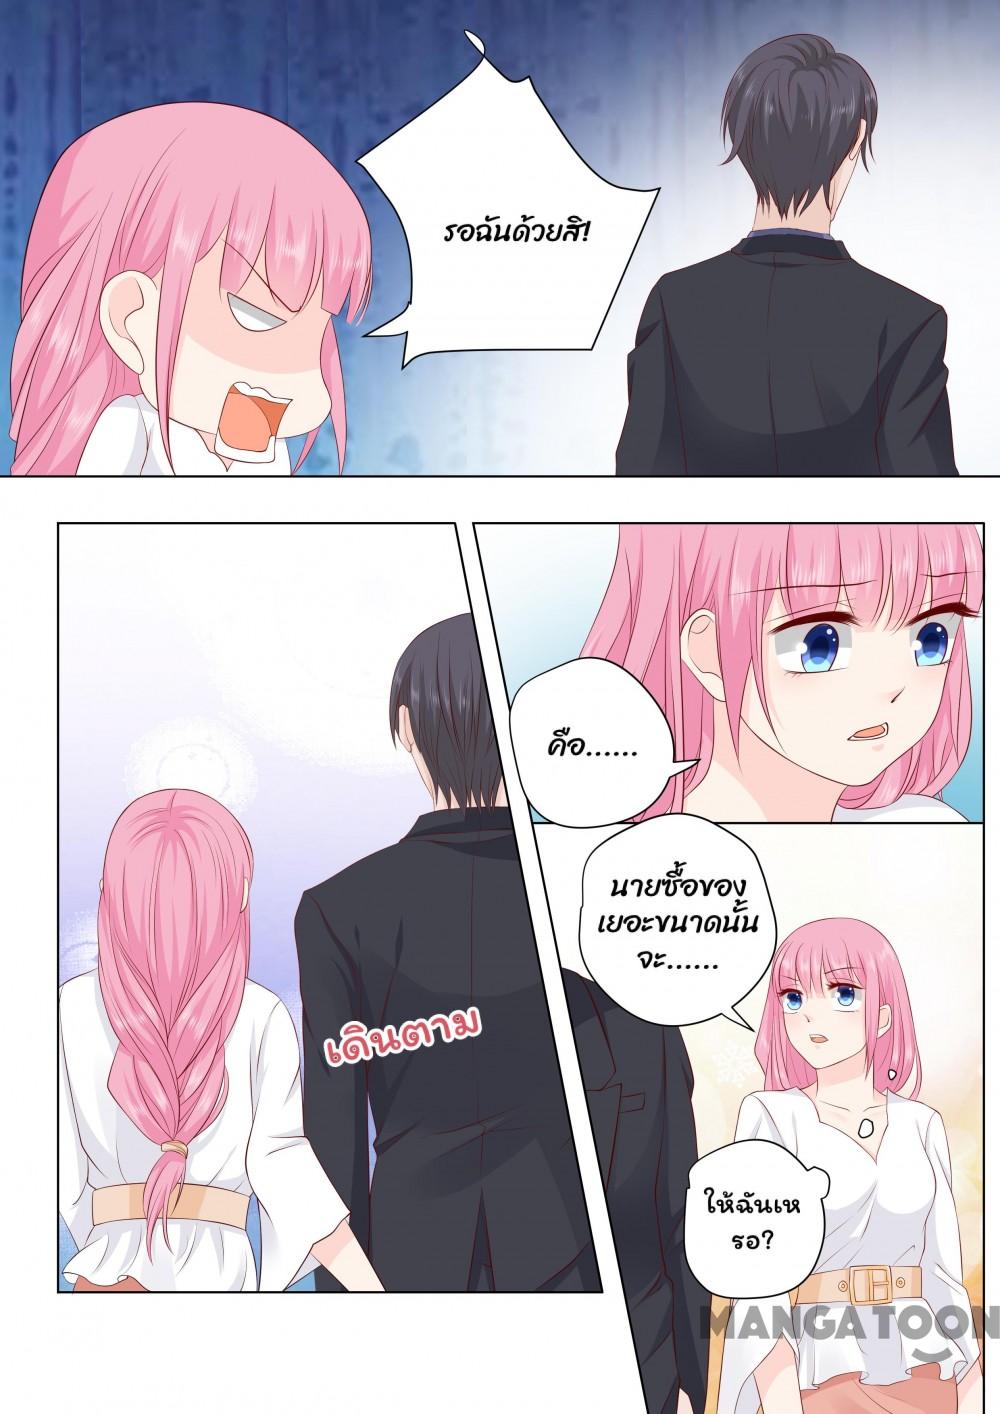 รอฉันด้วยสิ!
คือ......
นายซื้อของ
เยอะขนาดนั้น
จะ......
เดินตาม
ให้ฉันเห
รอ?
MANGATOON